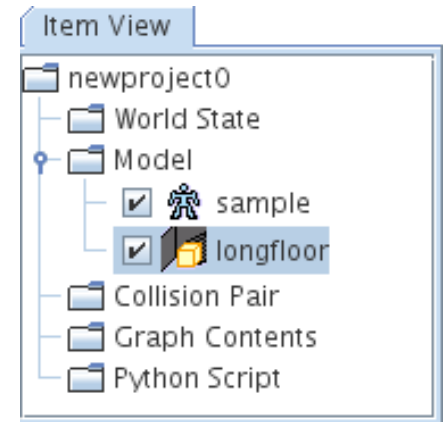 Item View
newproject0
World State
Model
sample
longfloor
Collision Pair
Graph Contents
Python Script